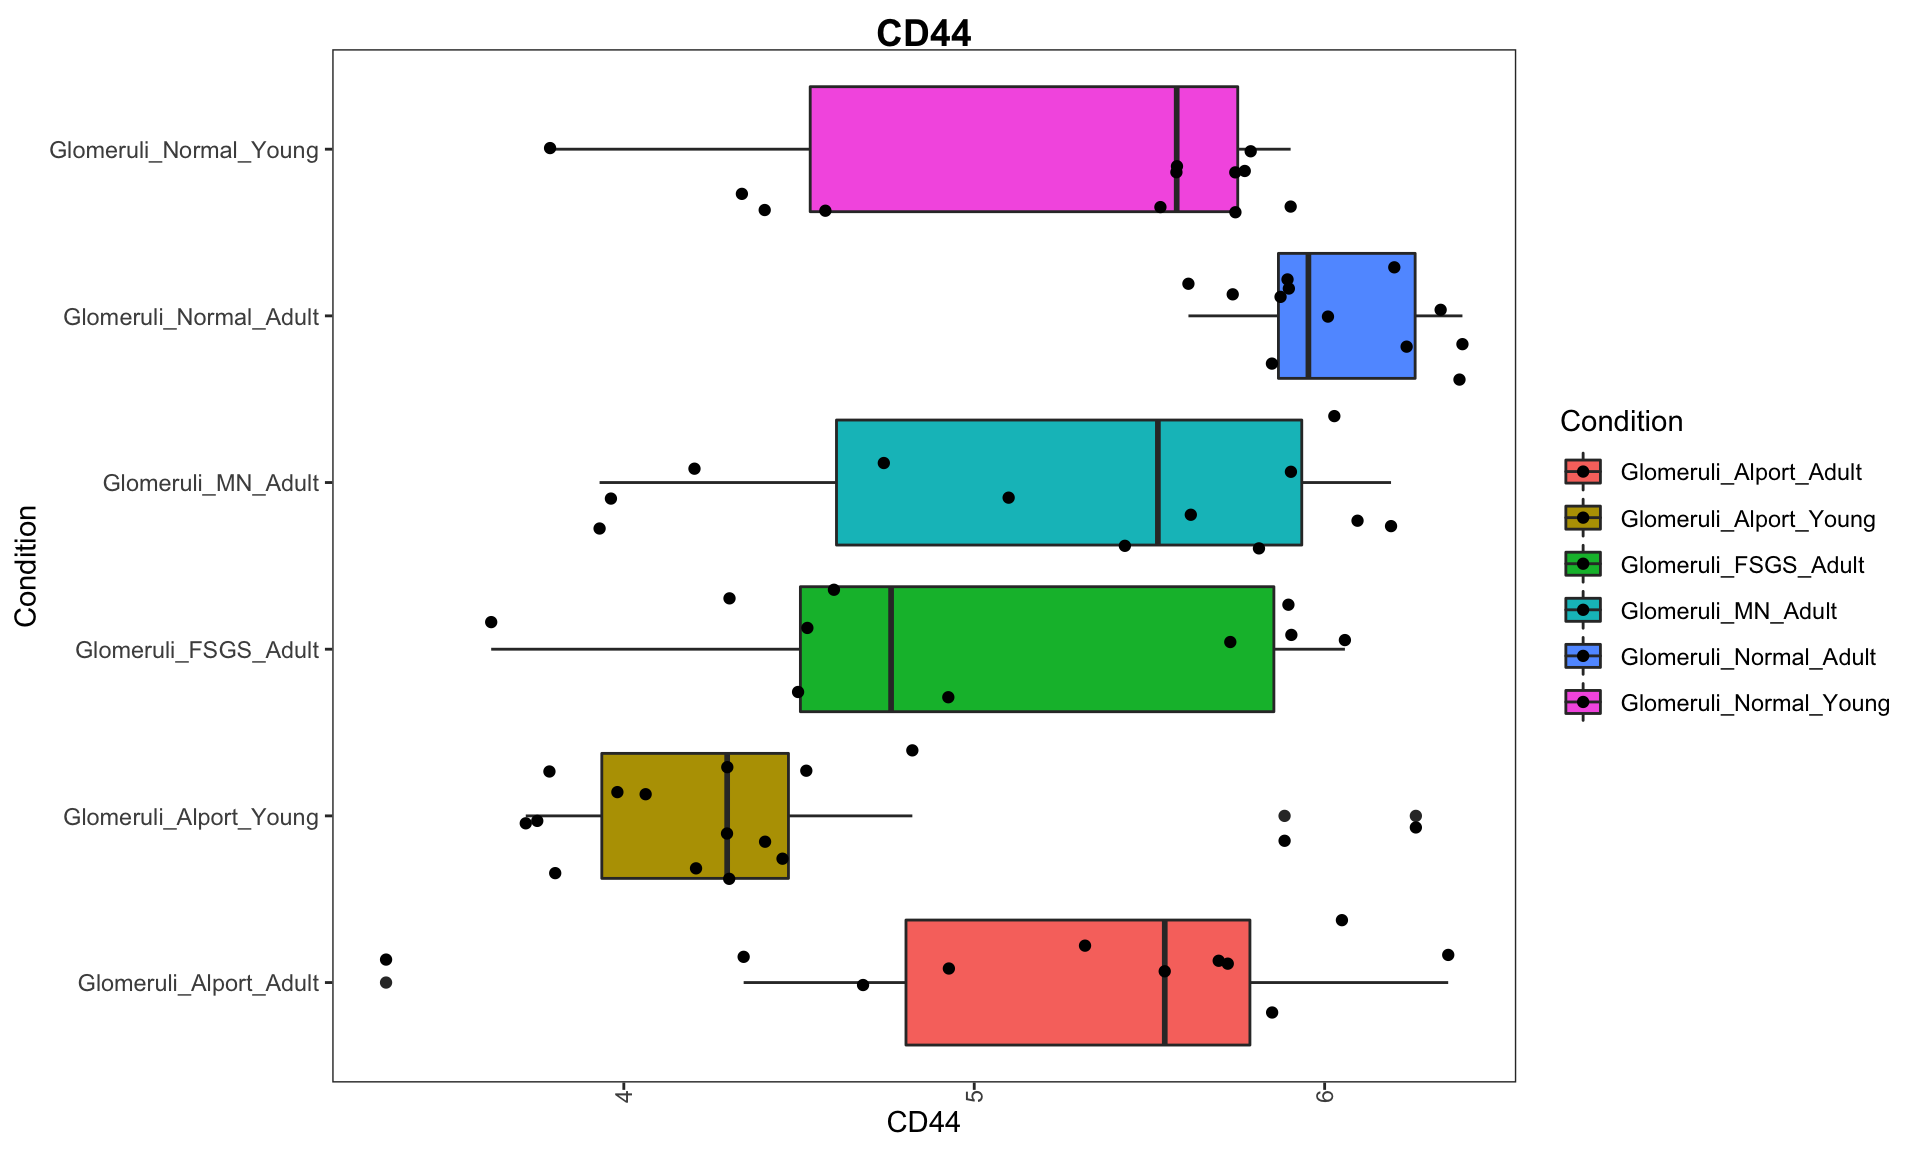 CD44
Glomeruli_Normal_Young
Glomeruli_Normal_Adult
Glomeruli_MN_Adult
Glomeruli_FSGS_Adult
Glomeruli_Alport_Young
Glomeruli_Alport_Adult
Condition
4
5
6
CD44
Condition
Glomeruli_Alport_Adult
Glomeruli_Alport_Young
Glomeruli_FSGS_Adult
Glomeruli_MN_Adult
Glomeruli_Normal_Adult
Glomeruli_Normal_Young